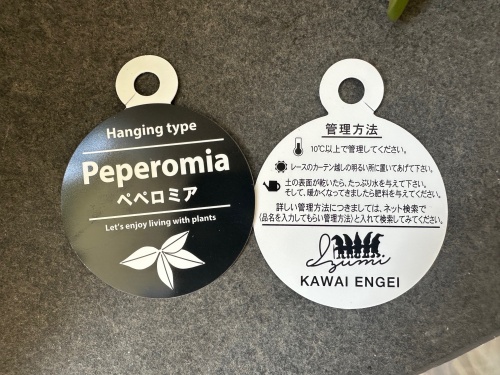 Hanging type
Peperomia
ペペロミア
Let's enjoy living with plants
管理方法
10℃以上で管理してください。
レースのカーテン越しの明るい所に置いてあげて下さい。
土の表面が乾いたら、たっぷり水を与えて下さい。
そして、暖かくなってきましたら肥料を与えてください。
詳しい管理方法につきましては、ネット検索で
(品名を入力してもらい管理方法)と入れて検索してみてください。
Izumi
KAWAI ENGEI